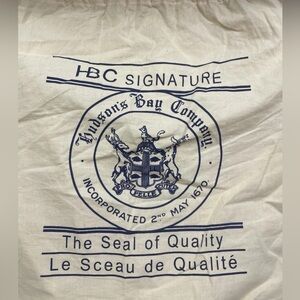 HBC SIGNATURE
Hudson's Bay Company.
INCORPORATED 2ND MAY 1670.
The Seal of Quality
Le Sceau de Qualité